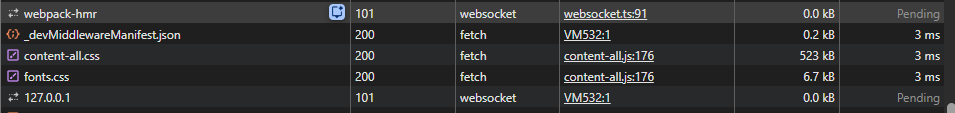 webpack-hmr 101 websocket websocket.ts:91 0.0 kB Pending
_devMiddlewareManifest.json 200 fetch VM532:1 0.2 kB 3 ms
content-all.css 200 fetch content-all.js:176 523 kB 3 ms
fonts.css 200 fetch content-all.js:176 6.7 kB 3 ms
127.0.0.1 101 websocket VM532:1 0.0 kB Pending